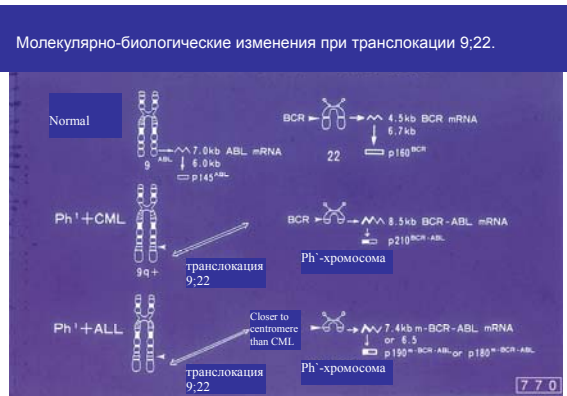 Молекулярно-биологические изменения при транслокации 9;22.
Normal
9
ABL
7.0kb ABL mRNA
6.0kb
p145ABL
BCR
22
4.5kb BCR mRNA
6.7kb
p160BCR
Ph'+CML
9q+
транслокация
9;22
BCR
8.5kb BCR-ABL mRNA
p210BCR-ABL
Ph`-хромосома
Ph'+ALL
транслокация
9;22
Closer to
centromere
than CML
7.4kb m-BCR-ABL mRNA
or 6.5
p190m-BCR-ABL or p180m-BCR-ABL
Ph`-хромосома
770